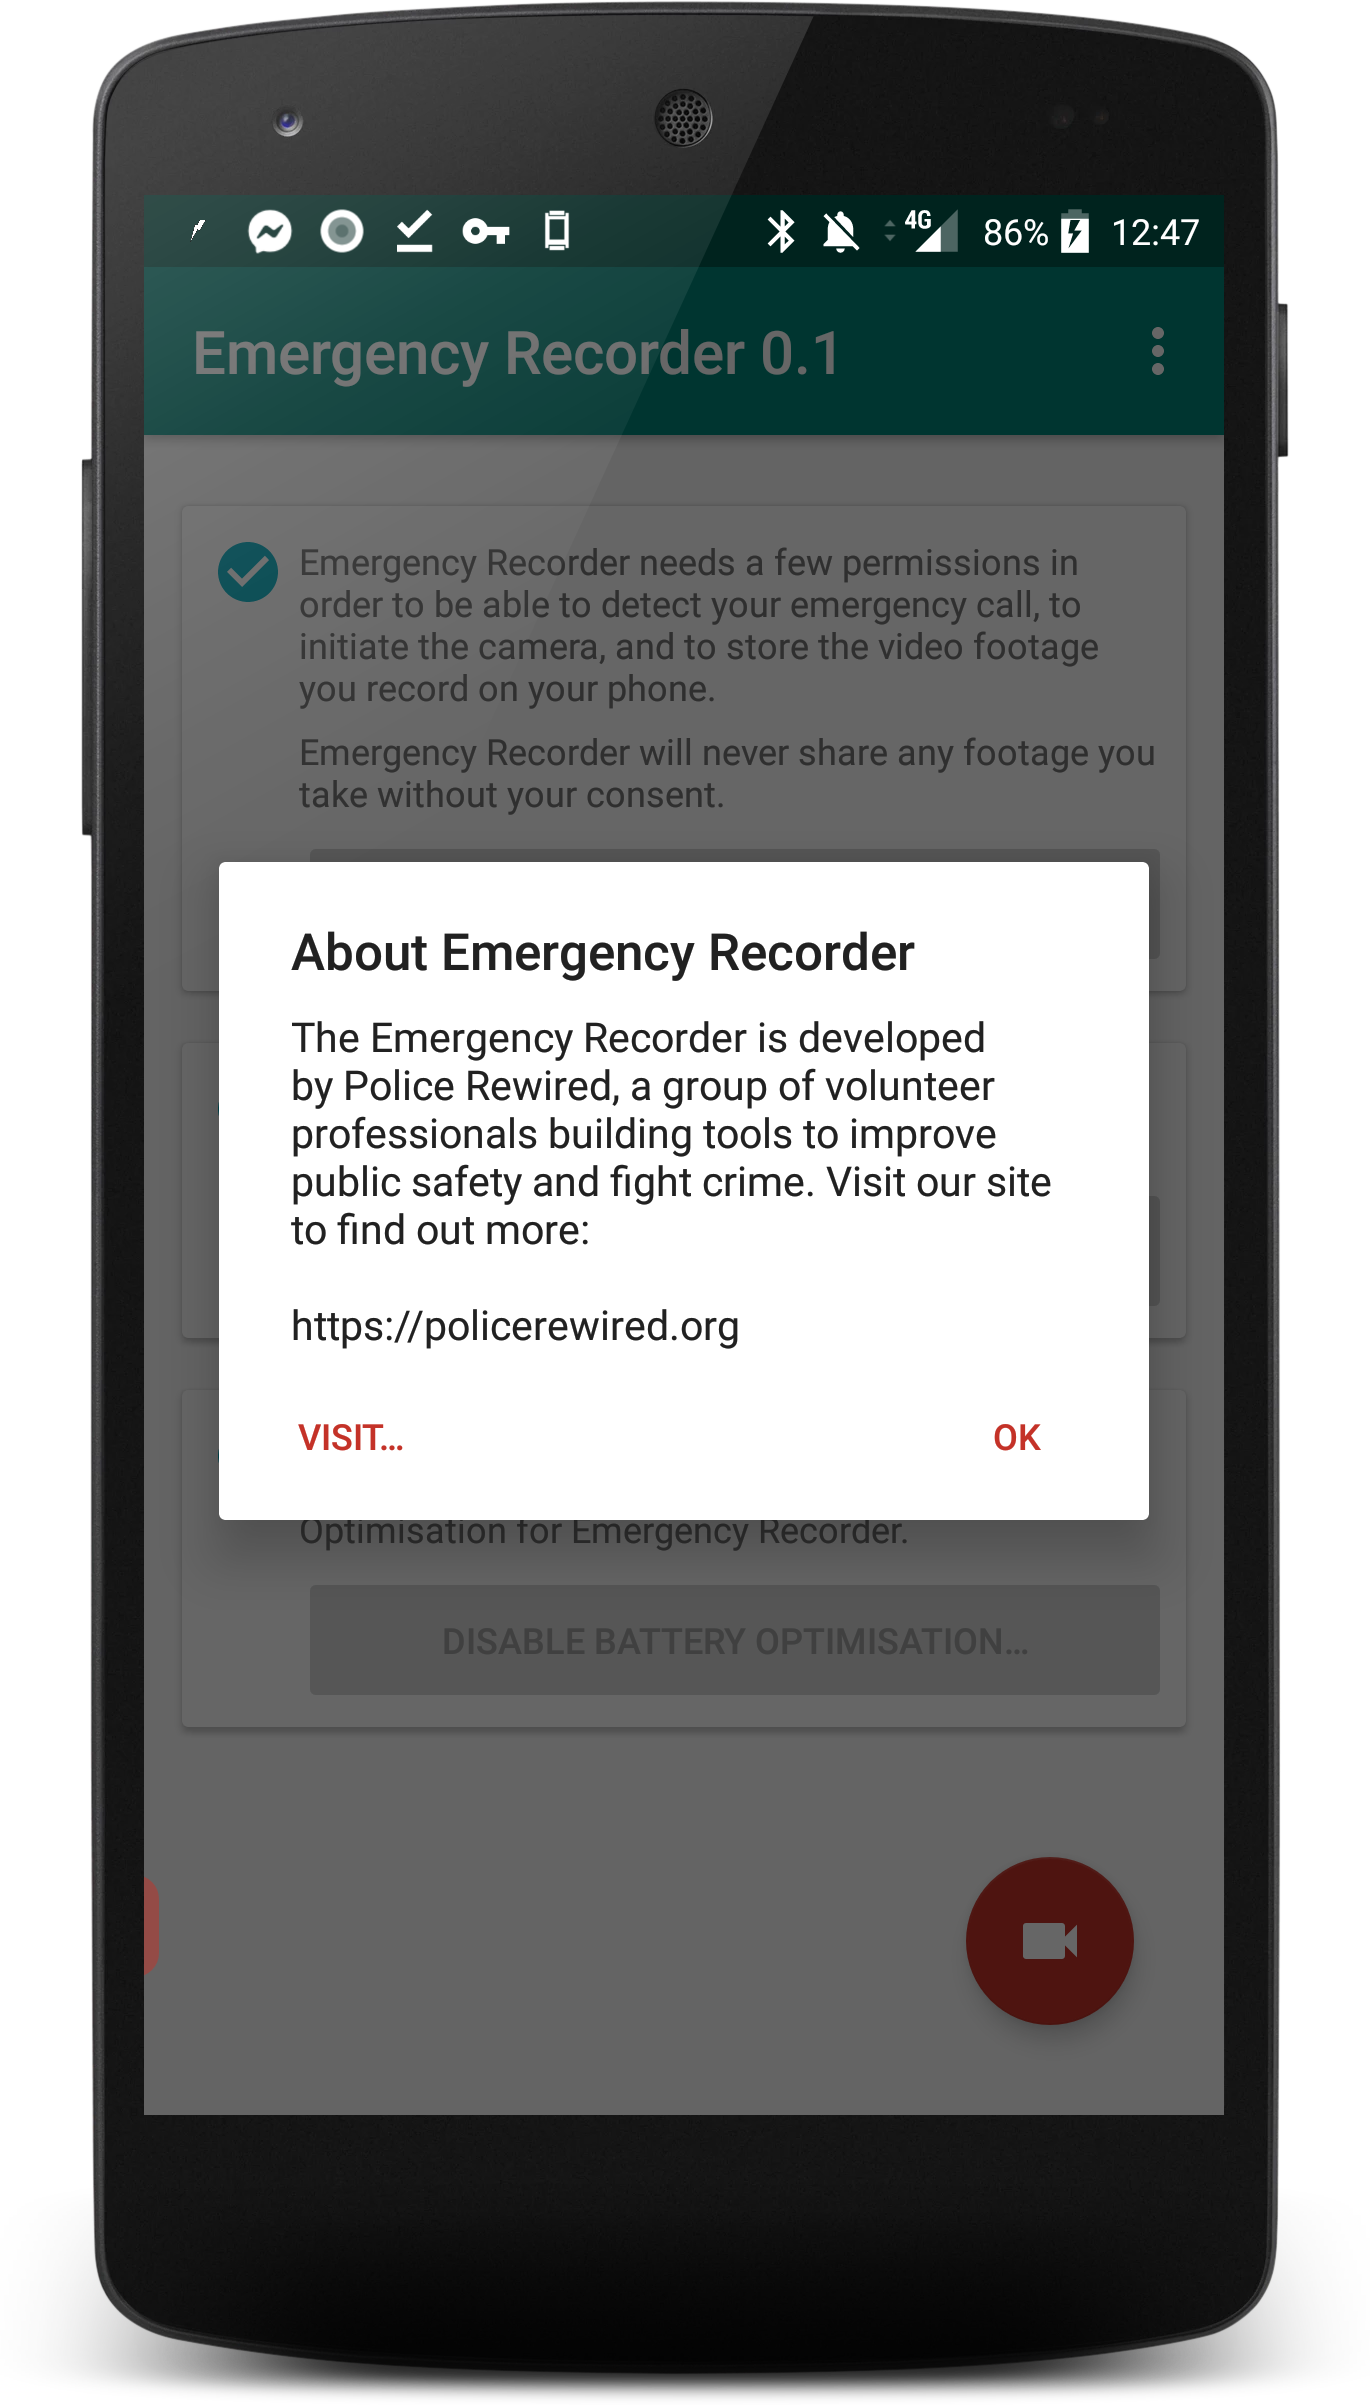 4G 86% 12:47
Emergency Recorder 0.1
Emergency Recorder needs a few permissions in
order to be able to detect your emergency call, to
initiate the camera, and to store the video footage
you record on your phone.
Emergency Recorder will never share any footage you
take without your consent.
About Emergency Recorder
The Emergency Recorder is developed
by Police Rewired, a group of volunteer
professionals building tools to improve
public safety and fight crime. Visit our site
to find out more:
https://policerewired.org
VISIT...
OK
Optimisation for Emergency Recorder.
DISABLE BATTERY OPTIMISATION...